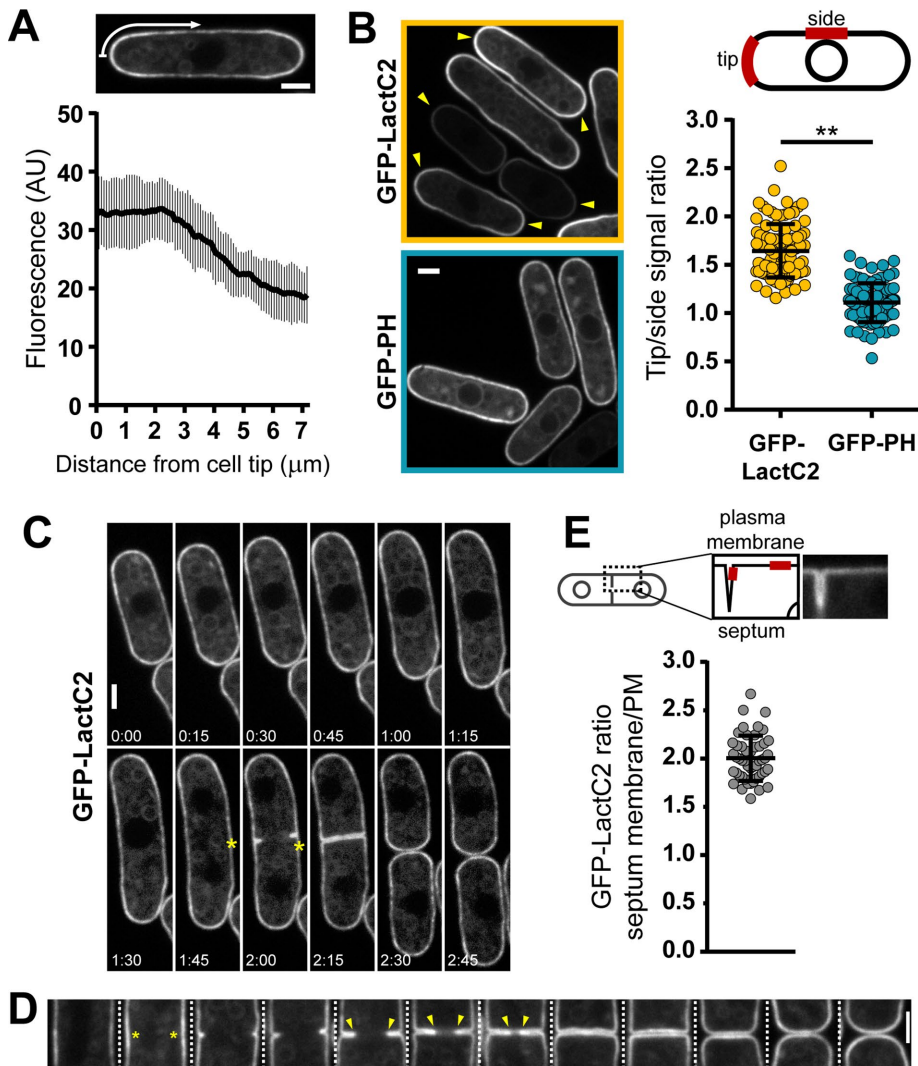 A
Fluorescence (AU)
50
40
30
20
10
0
0 1 2 3 4 5 6 7
Distance from cell tip (μm)
B
GFP-LactC2
GFP-PH
side
tip
Tip/side signal ratio
3.0
2.5
2.0
1.5
1.0
0.5
0.0
**
GFP-
LactC2
GFP-PH
C
GFP-LactC2
0:00 0:15 0:30 0:45 1:00 1:15
* *
1:30 1:45 2:00 2:15 2:30 2:45
E
plasma
membrane
septum
GFP-LactC2 ratio
septum membrane/PM
3.0
2.5
2.0
1.5
1.0
0.5
0.0
D
* *